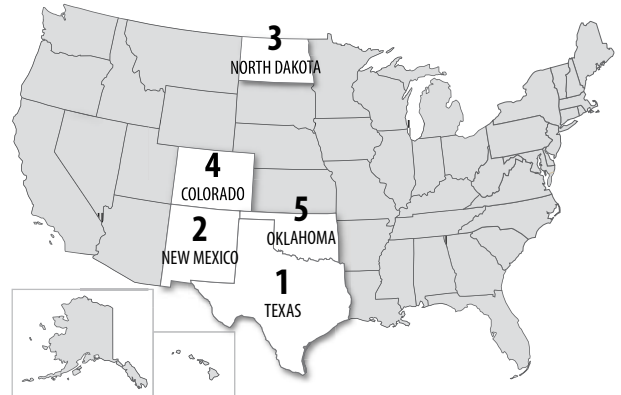 3
NORTH DAKOTA
4
COLORADO
5
OKLAHOMA
2
NEW MEXICO
1
TEXAS